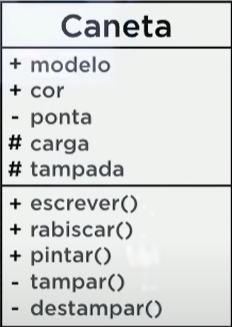 Caneta
+ modelo
+ cor
- ponta
# carga
# tampada
+ escrever()
+ rabiscar()
+ pintar()
- tampar()
- destampar()